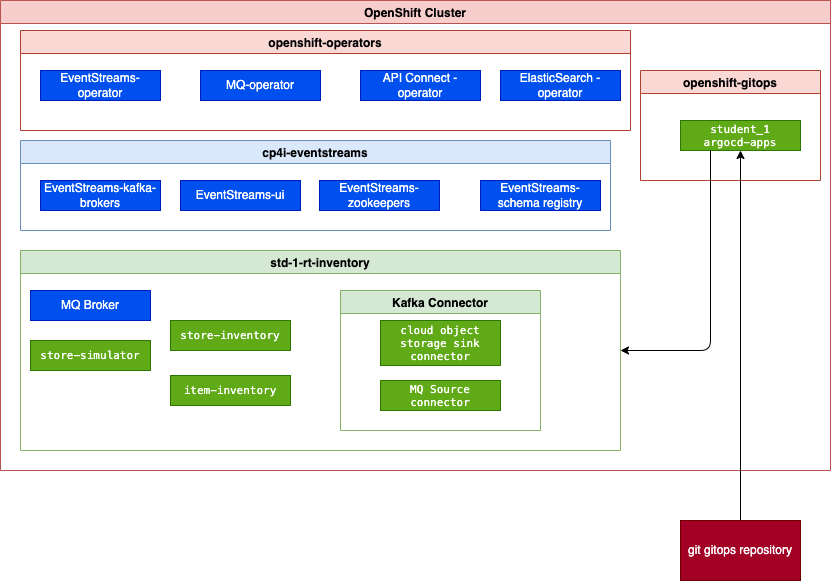 OpenShift Cluster
openshift-operators
EventStreams-
operator
MQ-operator
API Connect -
operator
ElasticSearch -
operator
openshift-gitops
student_1
argocd-apps
cp4i-eventstreams
EventStreams-kafka-
brokers
EventStreams-ui
EventStreams-
zookeepers
EventStreams-
schema registry
std-1-rt-inventory
MQ Broker
store-simulator
store-inventory
item-inventory
Kafka Connector
cloud object
storage sink
connector
MQ Source
connector
git gitops repository